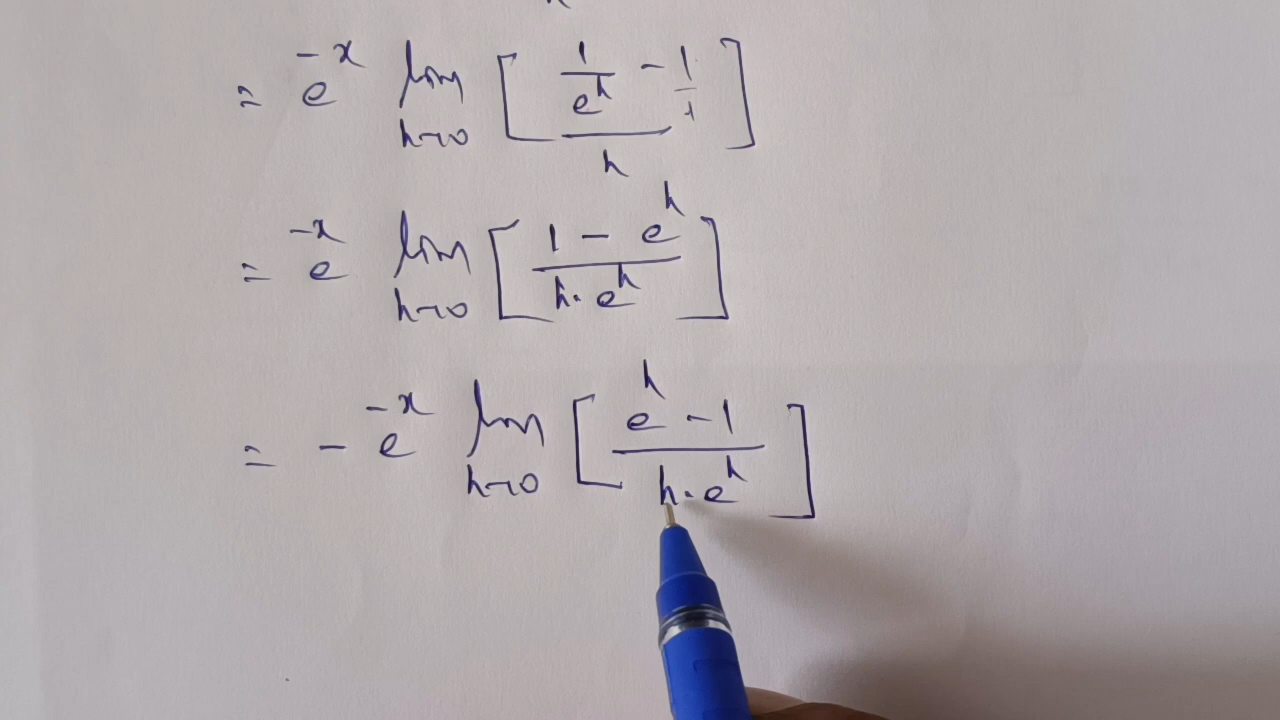 = e^{-x} lim_{h→0} [ (1/e^h - 1/1) / h ]
= e^{-x} lim_{h→0} [ (1 - e^h) / (h · e^h) ]
= - e^{-x} lim_{h→0} [ (e^h - 1) / (h · e^h) ]